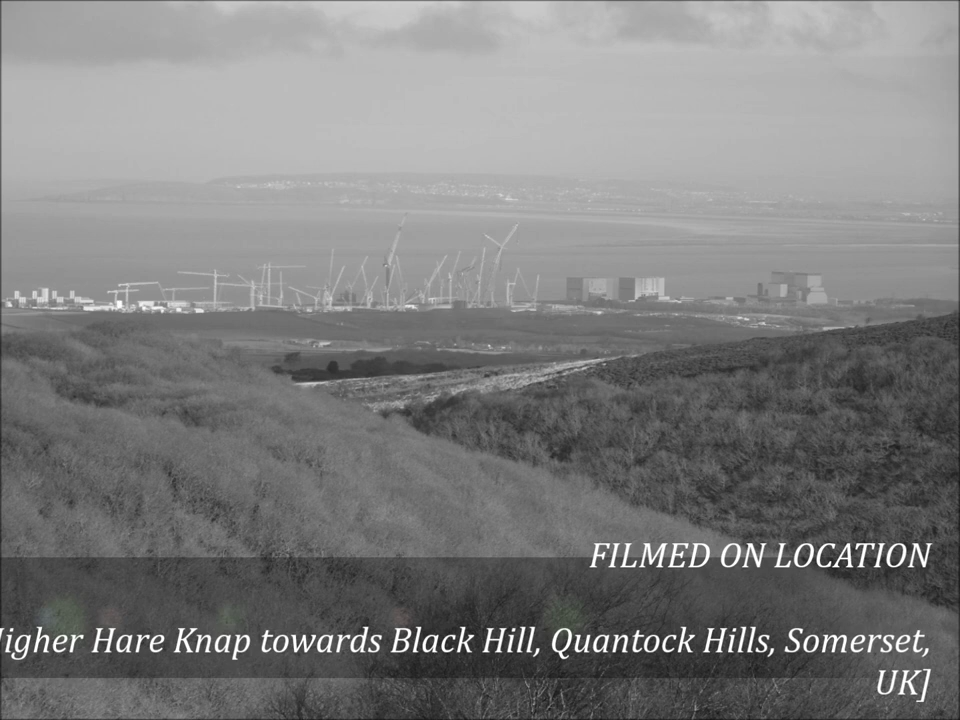 FILMED ON LOCATION
Hare Knap towards Black Hill, Quantock Hills, Somerset,
UK]